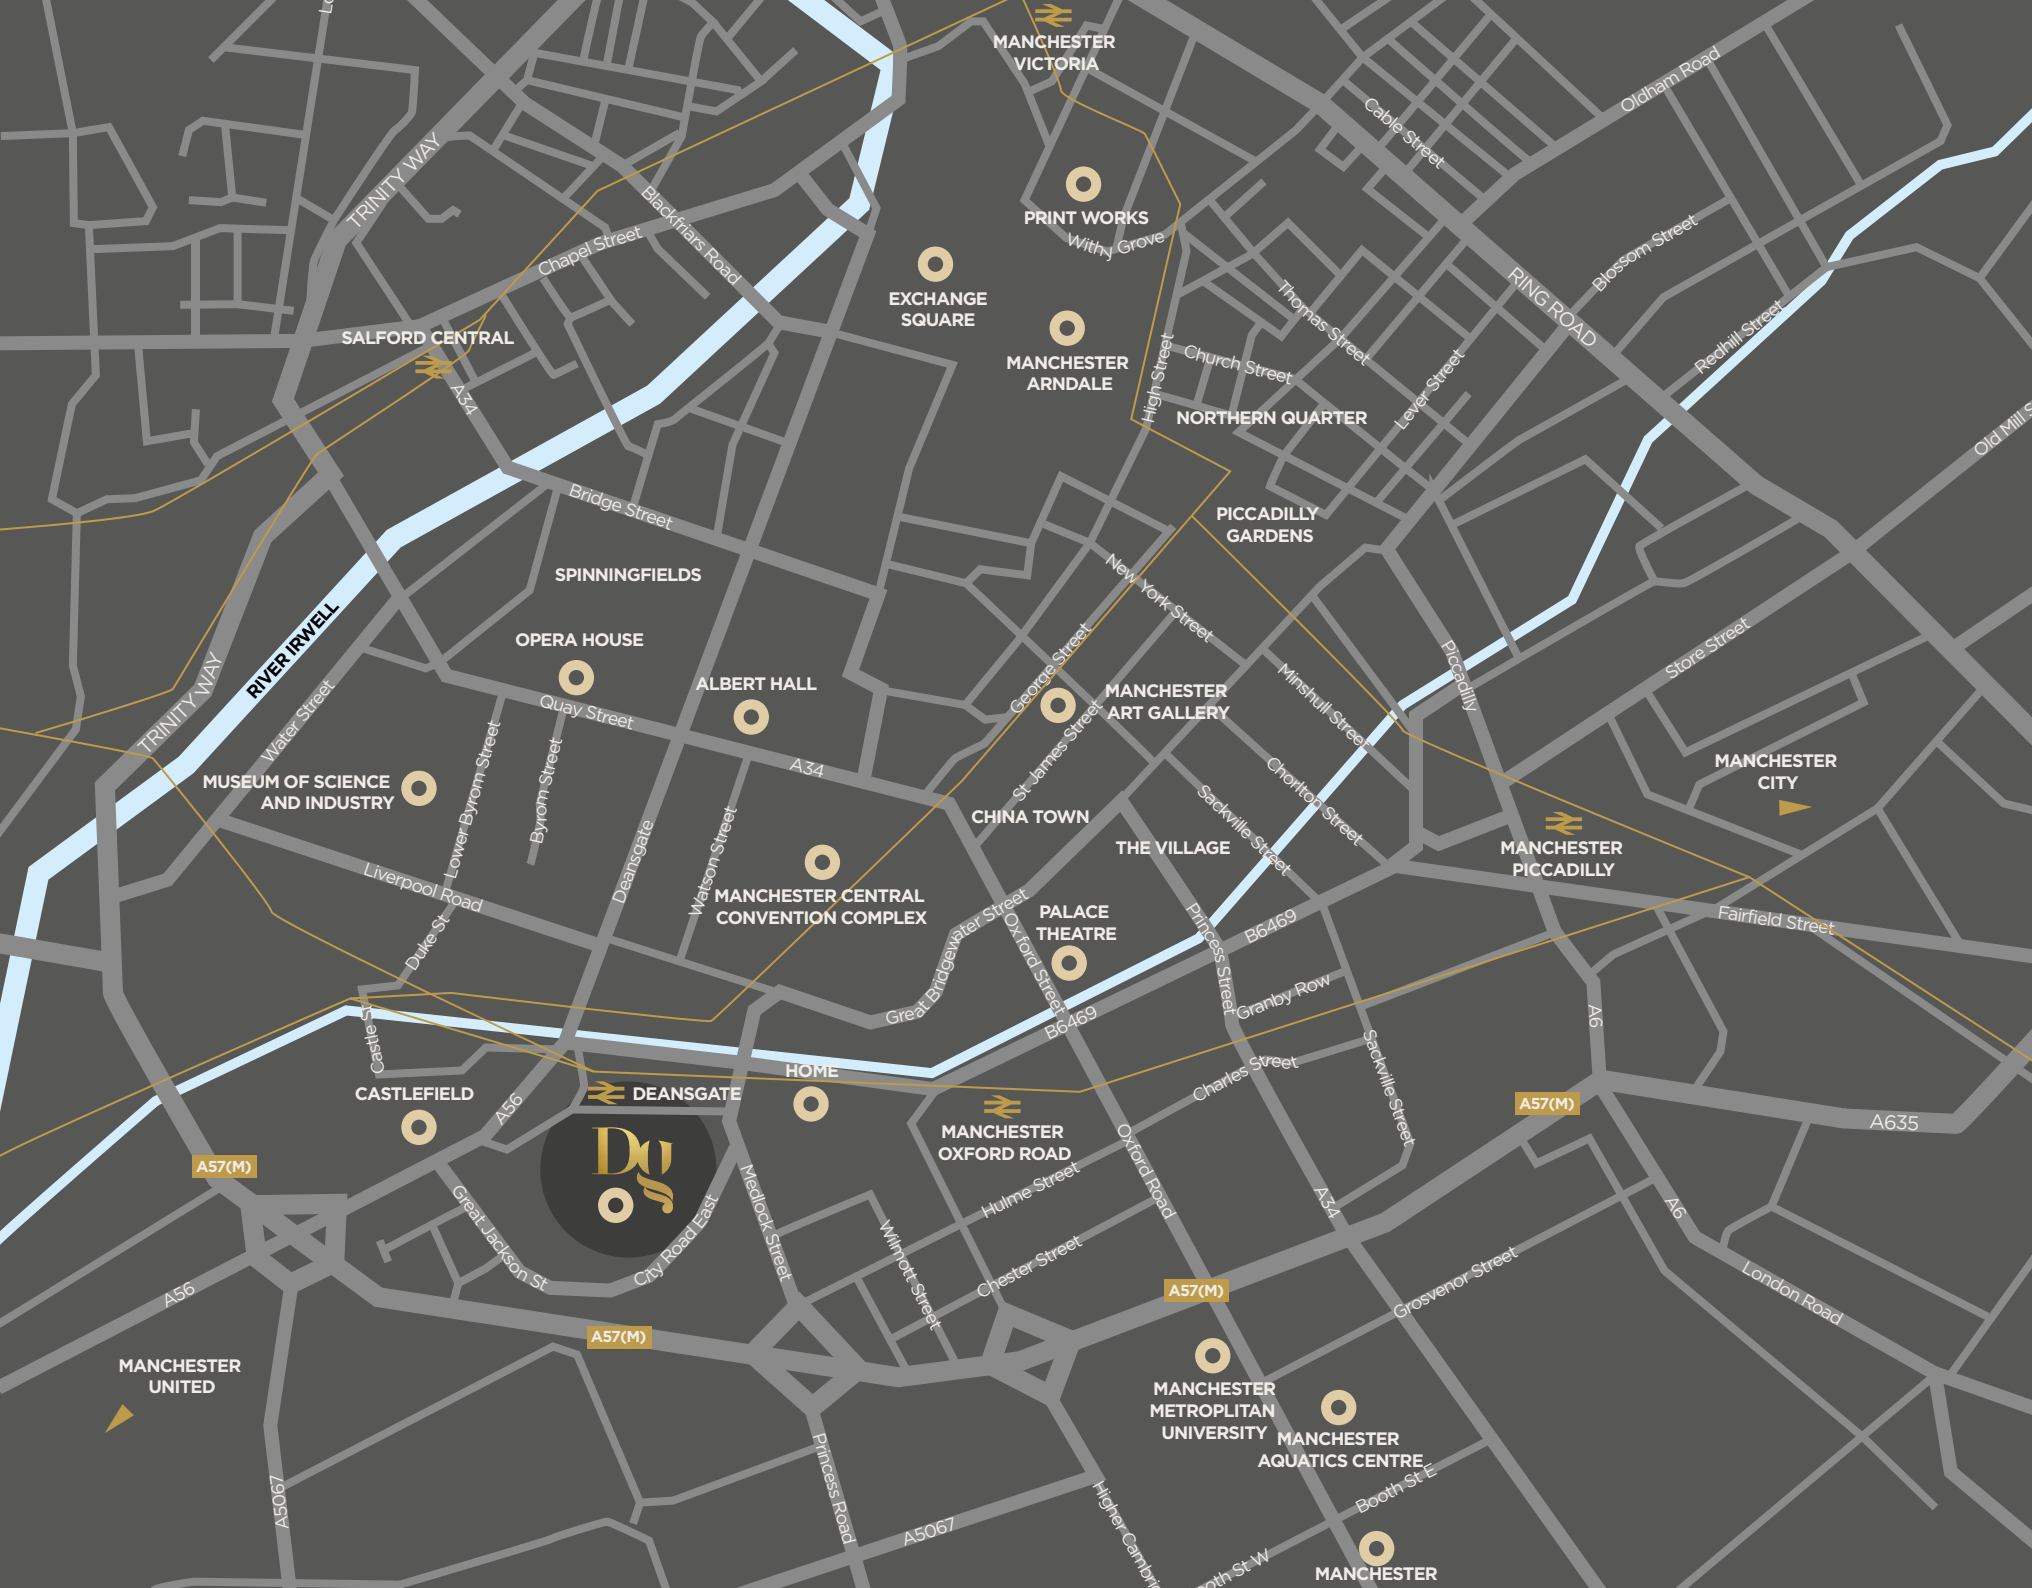 MANCHESTER
VICTORIA
Oldham Road
Cable Street
TRINITY WAY
Blackfriars Road
PRINT WORKS
Withy Grove
Chapel Street
Blossom Street
EXCHANGE
SQUARE
RING ROAD
Thomas Street
SALFORD CENTRAL
MANCHESTER
ARNDALE
High Street
Church Street
Redhill Street
Lever Street
A34
NORTHERN QUARTER
Old Mill S
Bridge Street
PICCADILLY
GARDENS
SPINNINGFIELDS
New York Street
RIVER IRWELL
OPERA HOUSE
George Street
Store Street
TRINITY WAY
Water Street
ALBERT HALL
Piccadilly
Minshull Street
Quay Street
MANCHESTER
ART GALLERY
St James Street
MUSEUM OF SCIENCE
AND INDUSTRY
Lower Byrom Street
Byrom Street
A34
MANCHESTER
CITY
Chorlton Street
Sackville Street
CHINA TOWN
THE VILLAGE
MANCHESTER
PICCADILLY
Deansgate
Watson Street
Liverpool Road
MANCHESTER CENTRAL
CONVENTION COMPLEX
Great Bridgewater Street
PALACE
THEATRE
Oxford Street
Princess Street
B6469
Fairfield Street
Duke St
Granby Row
B6469
A6
Castle St
Sackville Street
HOME
Charles Street
CASTLEFIELD
A56
DEANSGATE
A57(M)
A635
MANCHESTER
OXFORD ROAD
Dg
A57(M)
Oxford Road
Hulme Street
A34
A6
Great Jackson St
City Road East
Medlock Street
Wilmott Street
Chester Street
A57(M)
Grosvenor Street
London Road
A56
A57(M)
MANCHESTER
UNITED
MANCHESTER
METROPLITAN
UNIVERSITY
MANCHESTER
AQUATICS CENTRE
Booth St E
A5067
Princess Road
A5067
Higher Cambri
oth St W
MANCHESTER